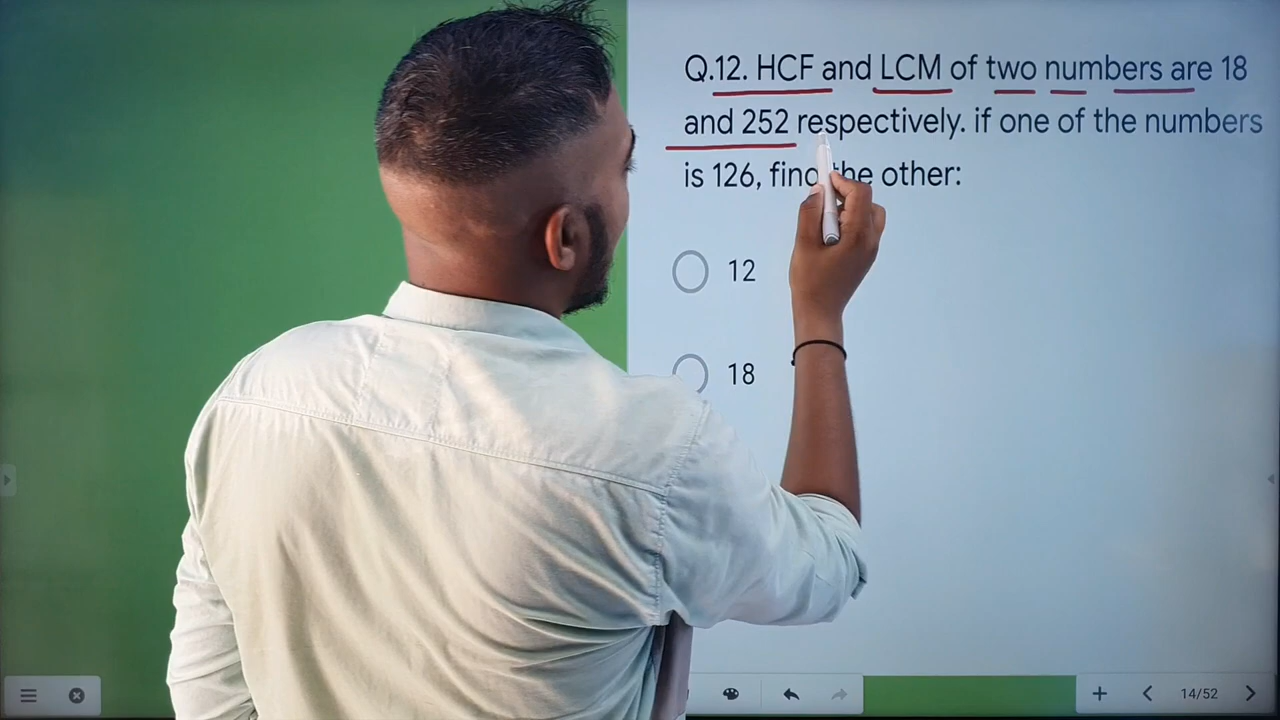 Q.12. HCF and LCM of two numbers are 18
and 252 respectively. if one of the numbers
is 126, find the other:
12
18
14/52